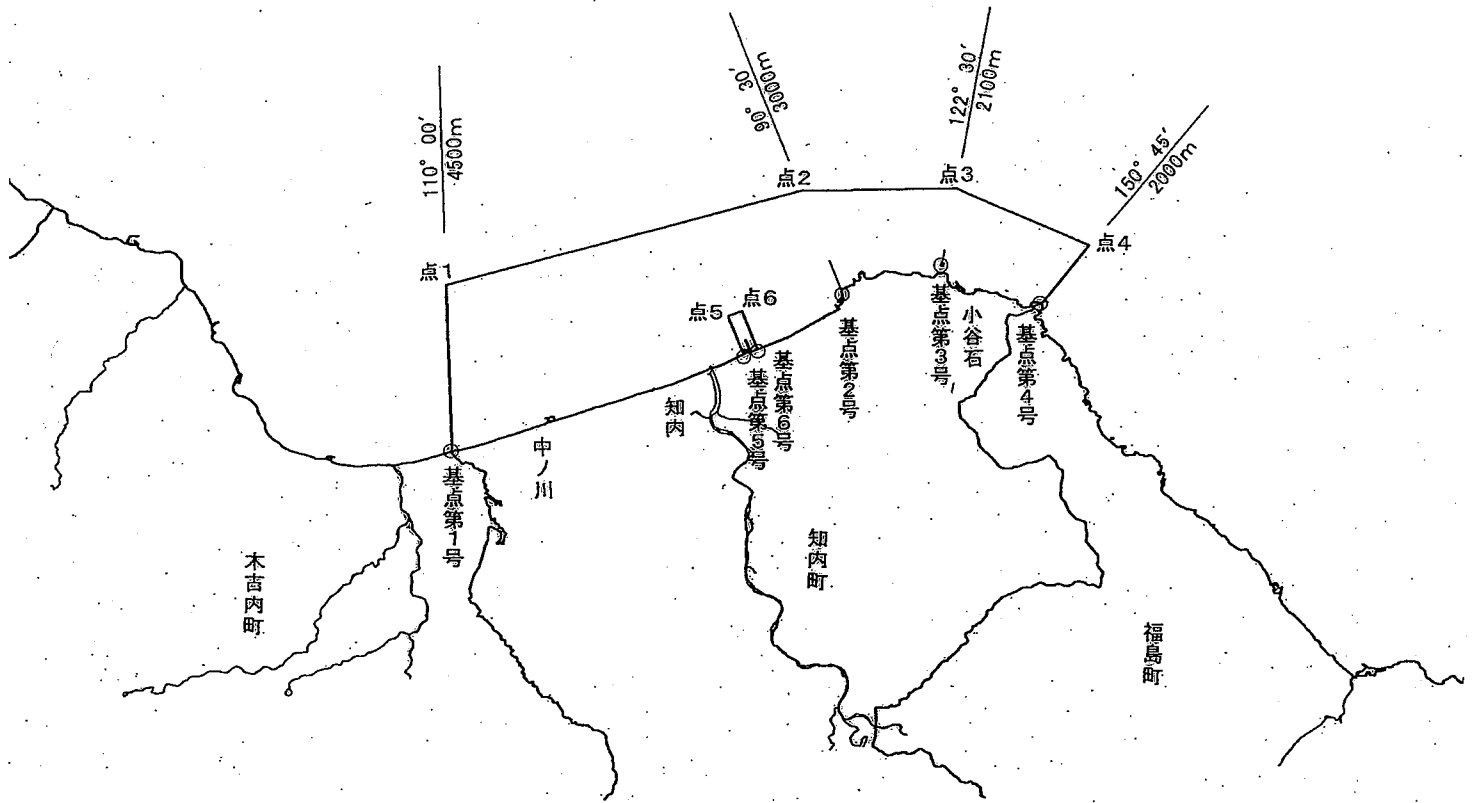 110° 00′
4500m
90° 30′
3000m
122° 30′
2100m
150° 45′
2000m
点1
点2
点3
点4
点5
点6
基点第1号
中ノ川
知内
基点第5号
基点第6号
基点第2号
基点第3号
小谷石
基点第4号
木古内町
知内町
福島町